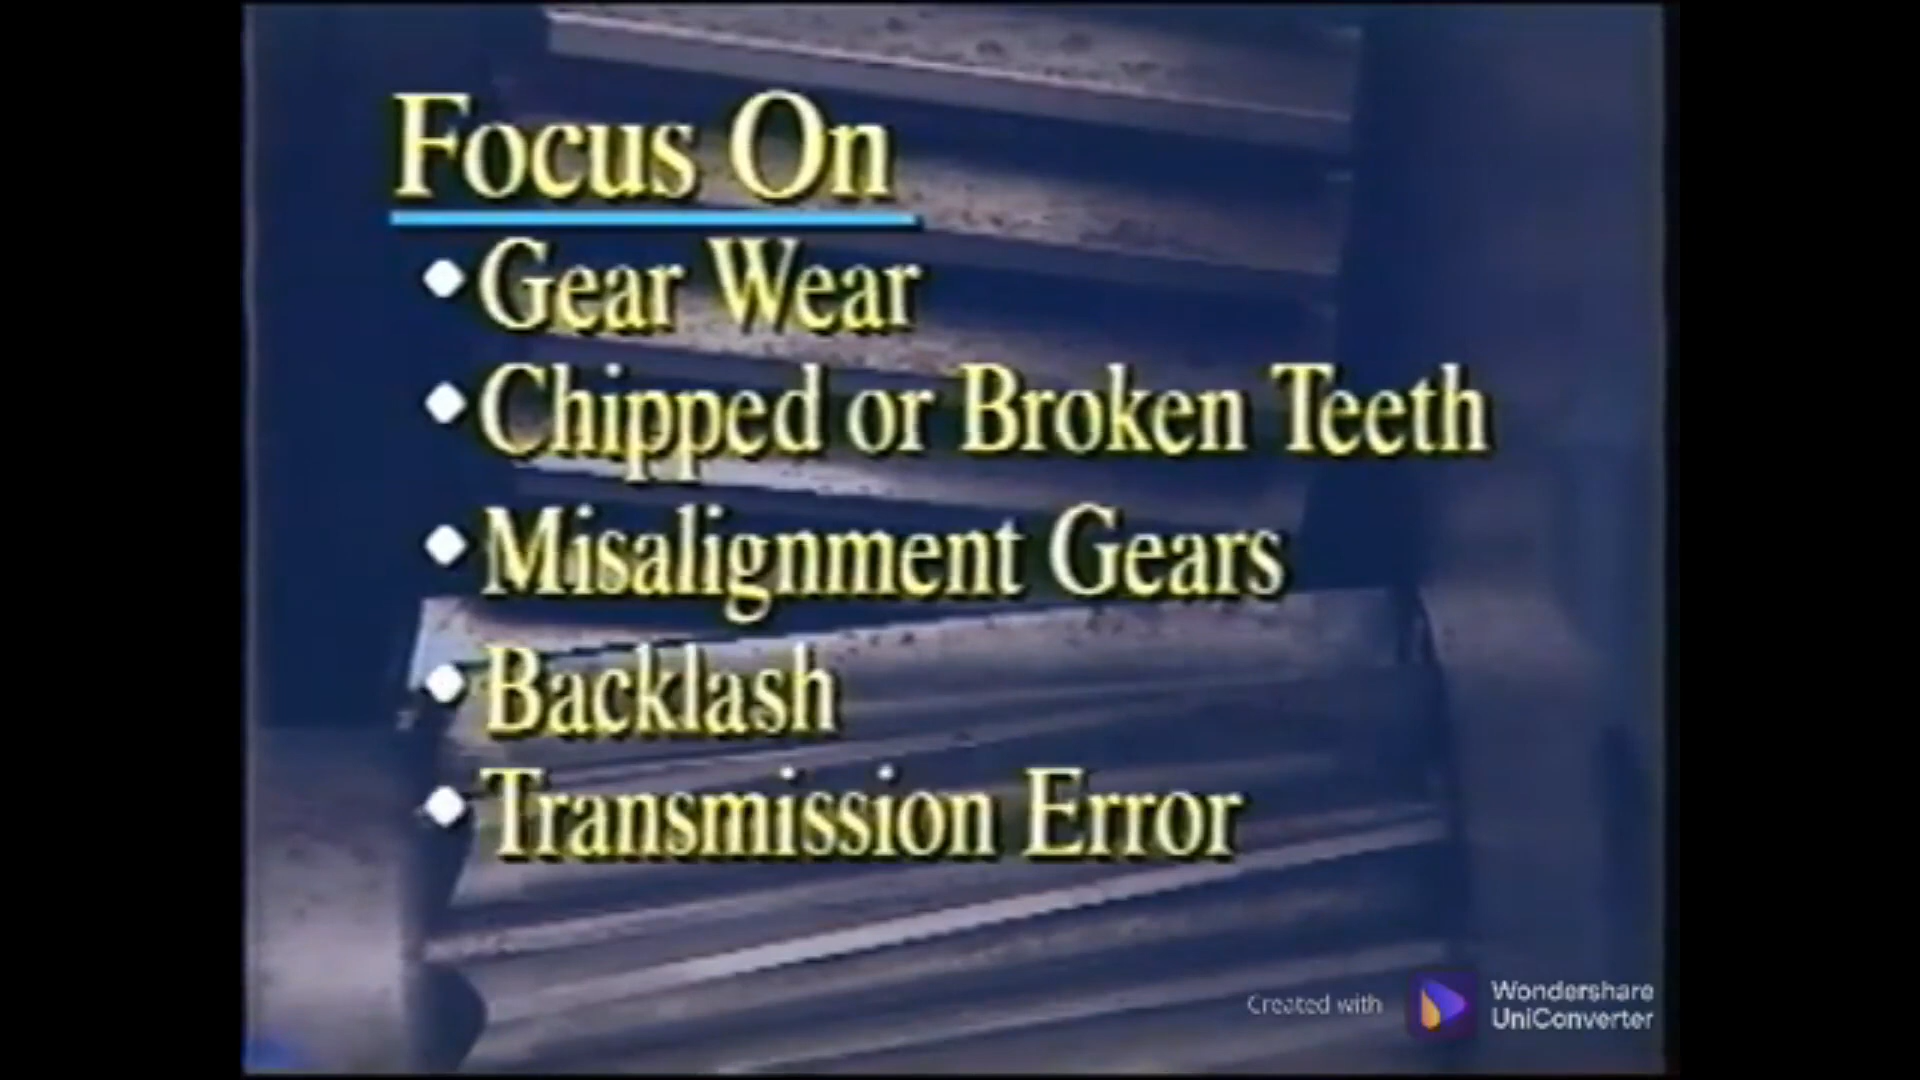 Focus On
• Gear Wear
• Chipped or Broken Teeth
• Misalignment Gears
• Backlash
• Transmission Error
Created with
Wondershare
UniConverter